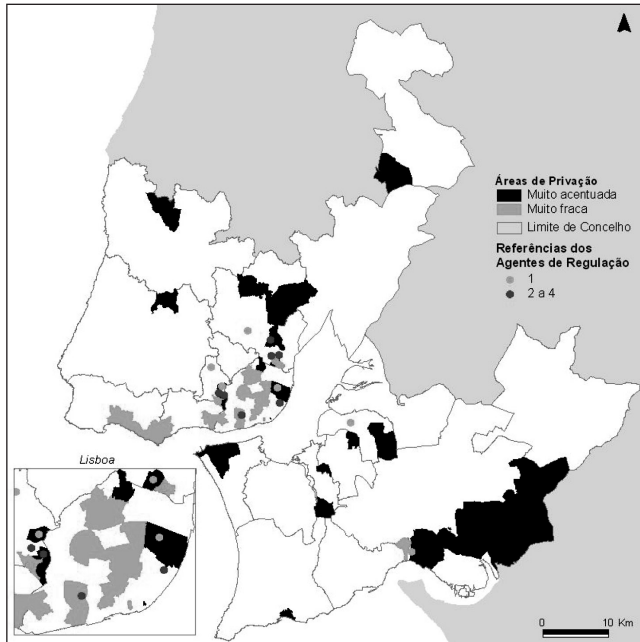 Áreas de Privação
Muito acentuada
Muito fraca
Limite de Concelho
Referências dos
Agentes de Regulação
1
2 a 4
Lisboa
0 10 Km